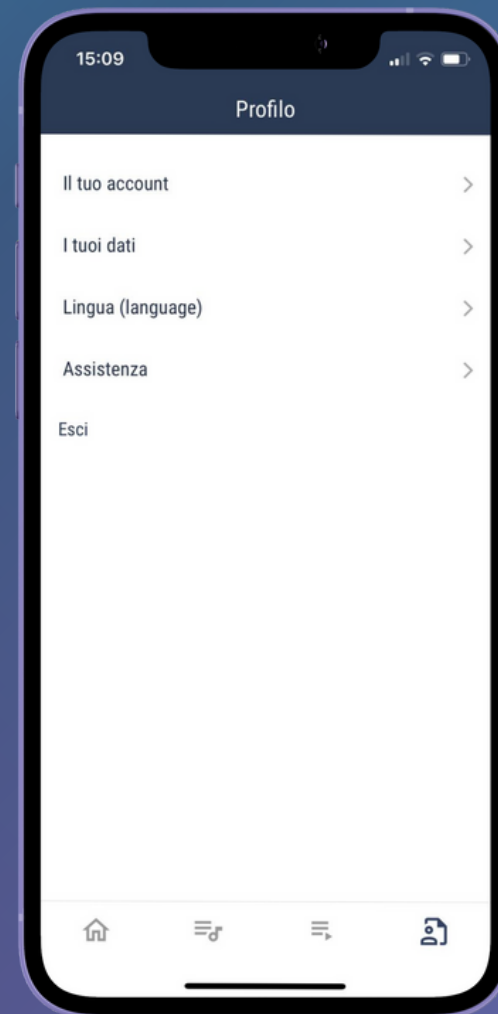 15:09
Profilo
Il tuo account
I tuoi dati
Lingua (language)
Assistenza
Esci